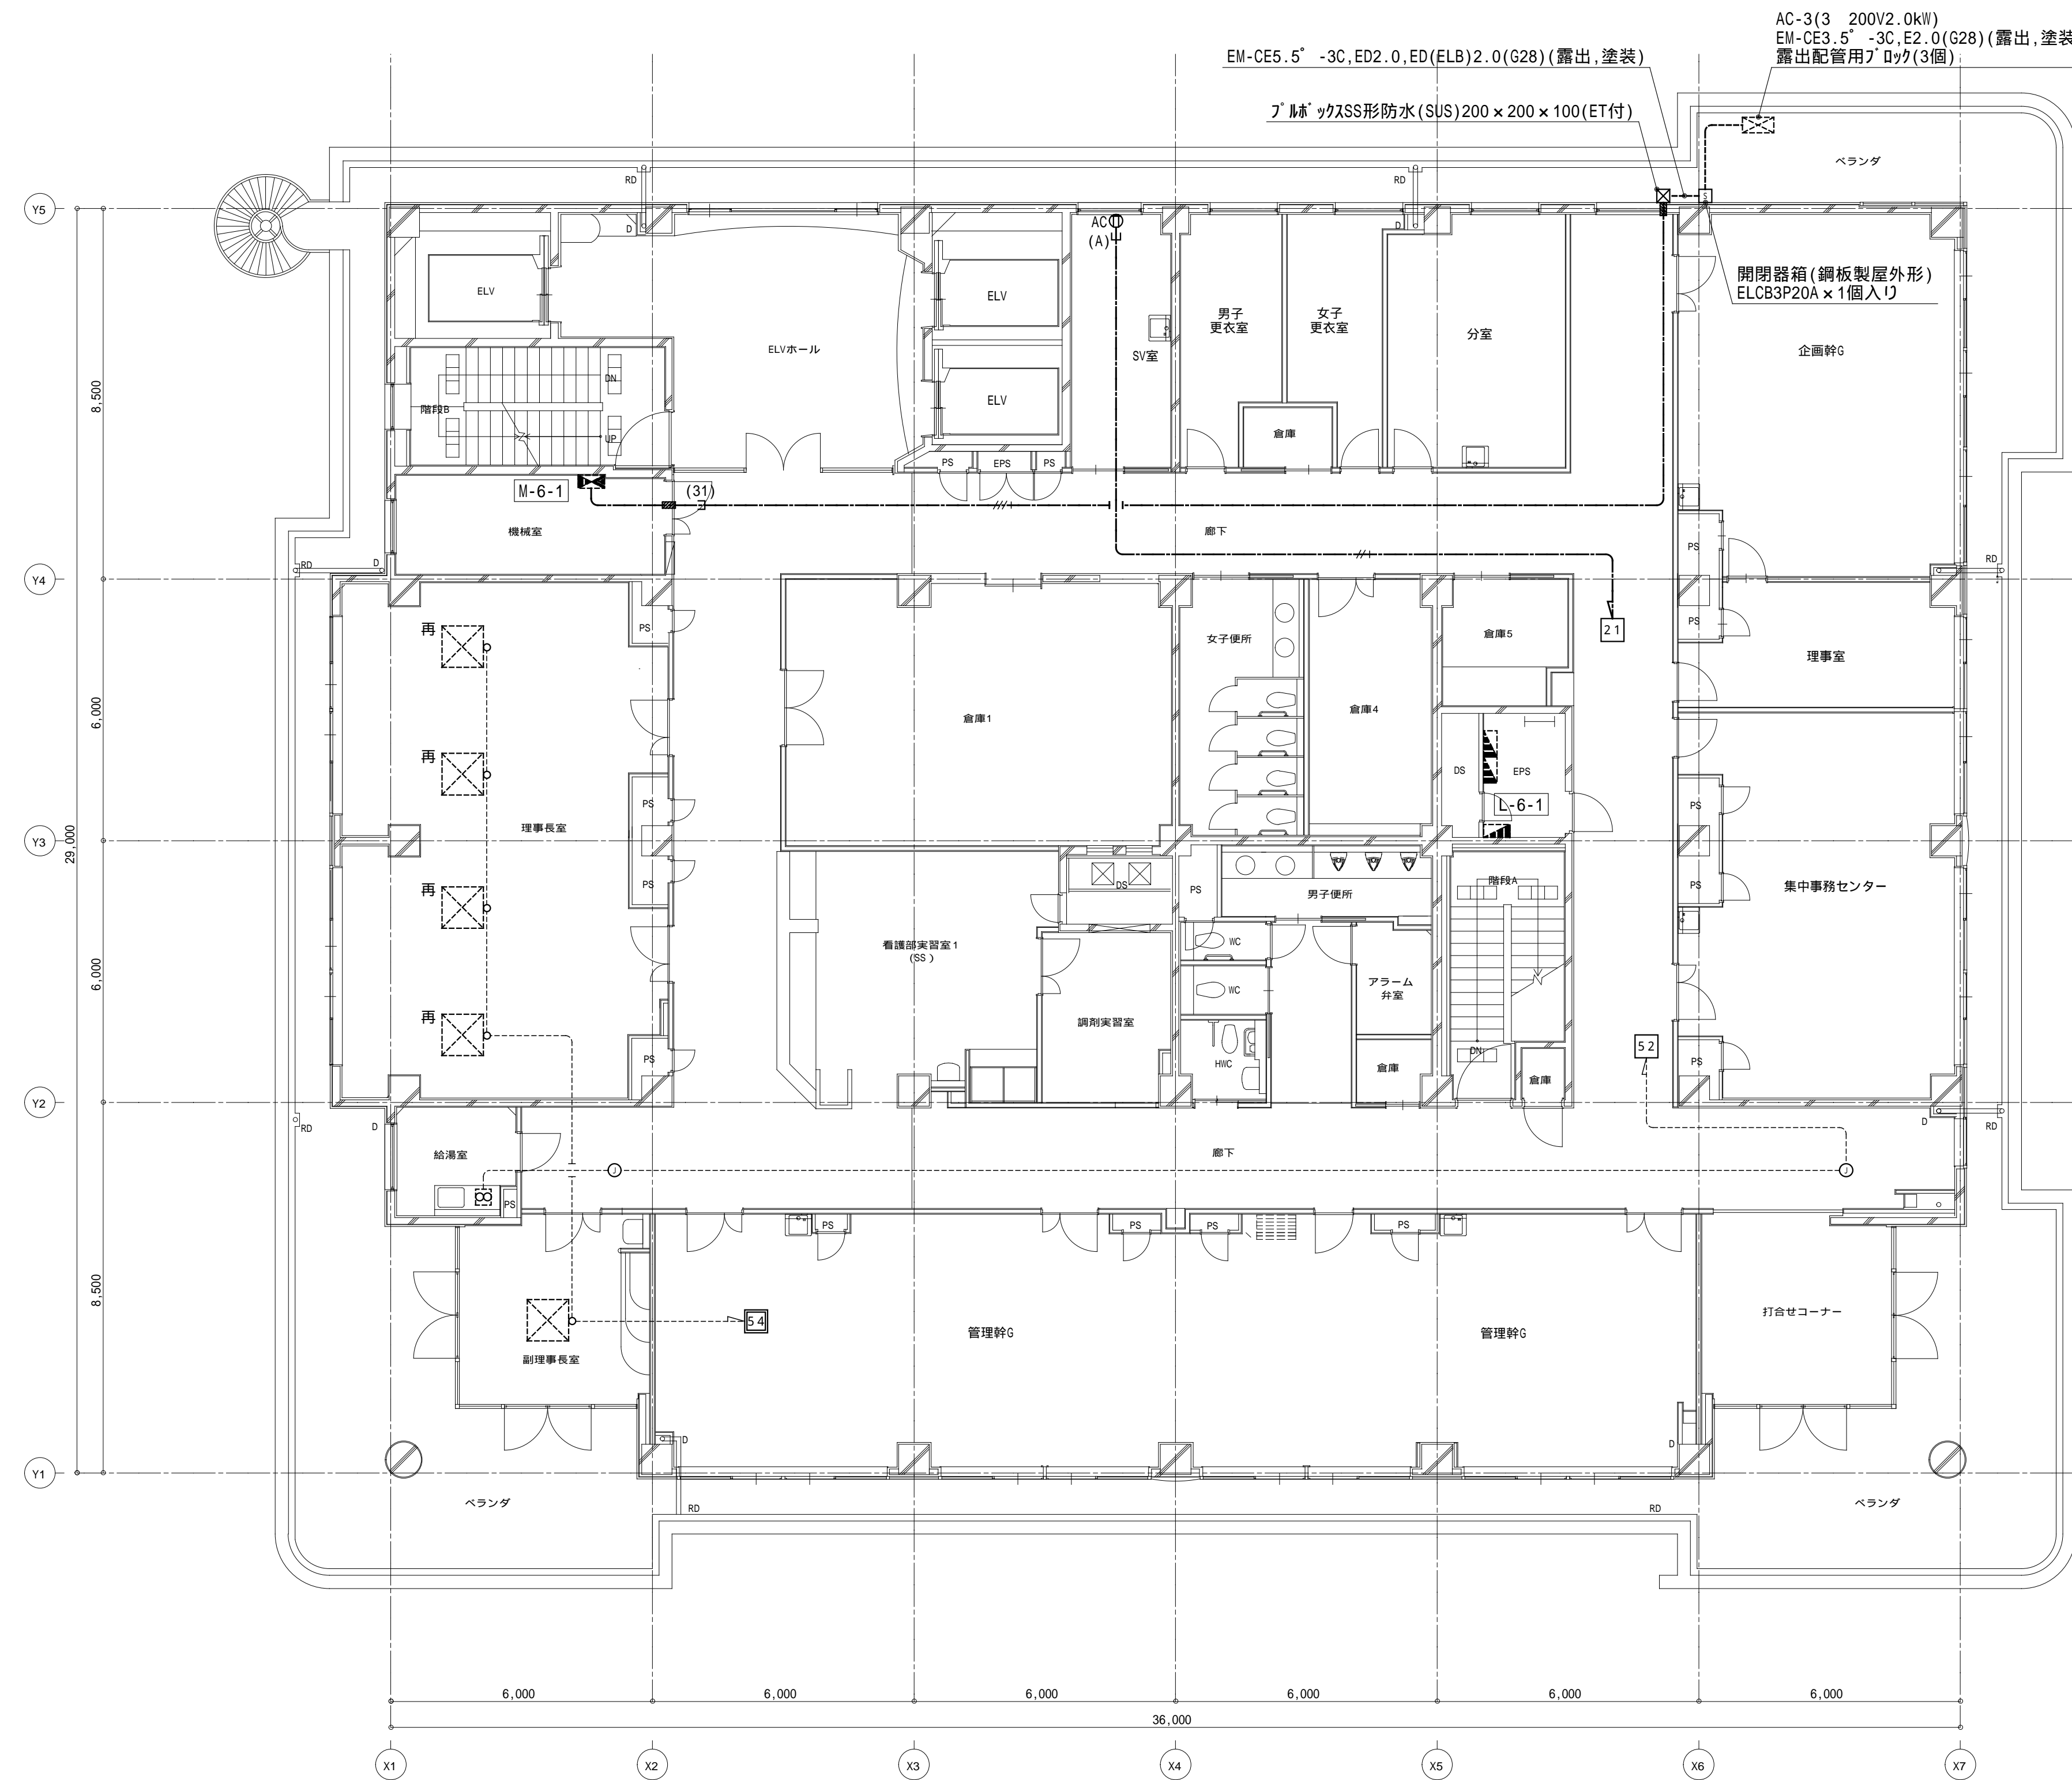 AC-3(3 200V2.0kW)
EM-CE3.5゜-3C,E2.0(G28)(露出,塗装
露出配管用ブロック(3個)
EM-CE5.5゜-3C,ED2.0,ED(ELB)2.0(G28)(露出,塗装)
プルボックスSS形防水(SUS)200×200×100(ET付)
ベランダ
RD
RD
Y5
D
AC
(A)
D
S
開閉器箱(鋼板製屋外形)
ELCB3P20A×1個入り
ELV
ELV
男子
更衣室
女子
更衣室
分室
企画幹G
ELVホール
SV室
8,500
DN
階段B
UP
ELV
倉庫
PS
EPS
PS
M-6-1
(31)
機械室
廊下
PS
RD
D
RD
Y4
再
PS
女子便所
倉庫5
21
PS
理事室
6,000
倉庫1
倉庫4
再
DS
EPS
L-6-1
PS
PS
理事長室
29,000
Y3
再
PS
DS
PS
男子便所
階段A
PS
集中事務センター
看護部実習室1
(SS)
WC
6,000
WC
アラーム
弁室
再
調剤実習室
52
PS
HWC
DN
倉庫
倉庫
PS
Y2
RD
D
D
RD
給湯室
廊下
J
J
PS
PS
PS
PS
PS
8,500
54
管理幹G
管理幹G
打合せコーナー
副理事長室
D
D
Y1
ベランダ
RD
RD
ベランダ
6,000
6,000
6,000
6,000
6,000
6,000
36,000
X1
X2
X3
X4
X5
X6
X7